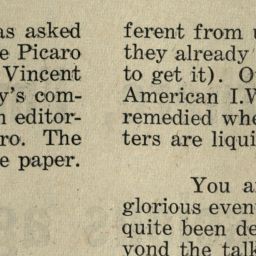 as asked
e Picaro
Vincent
y's com-
n editor-
ro. The
e paper.
ferent from u
they already
to get it). O
American I.W
remedied whe
ters are liqui
You a
glorious even
quite been de
yond the talk